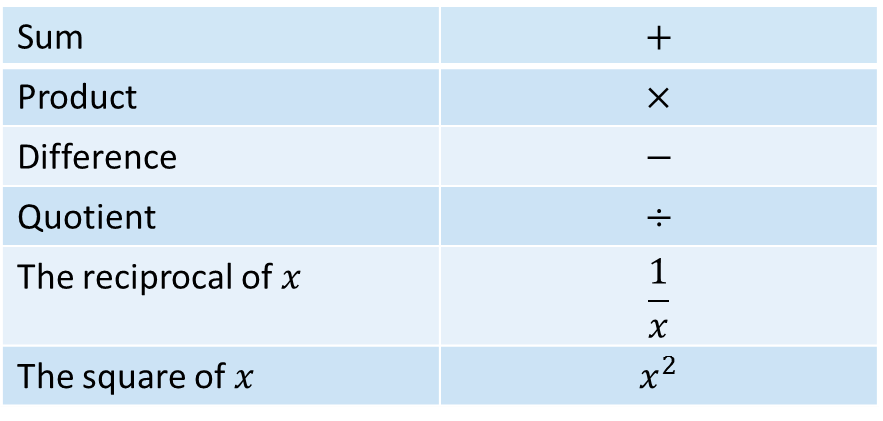 Sum +
Product ×
Difference −
Quotient ÷
The reciprocal of x 1/x
The square of x x²